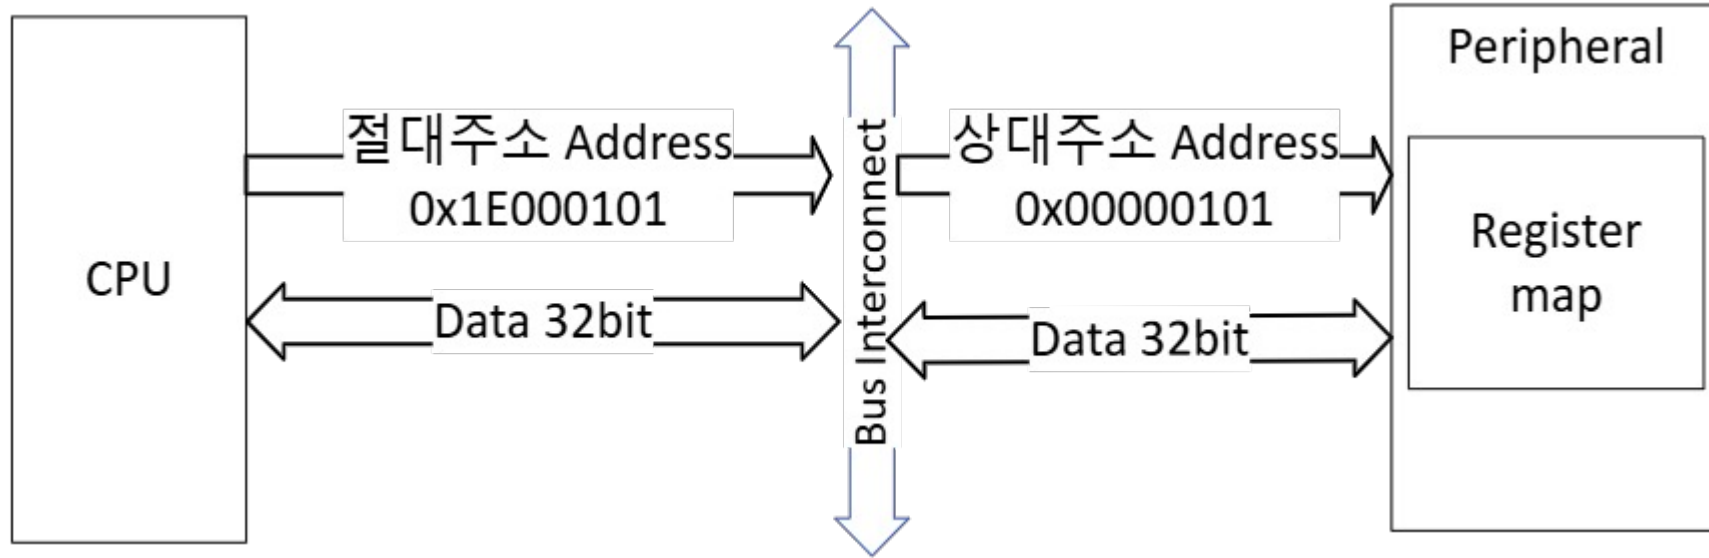 CPU
절대주소 Address
0x1E000101
Data 32bit
Bus Interconnect
상대주소 Address
0x00000101
Data 32bit
Peripheral
Register
map